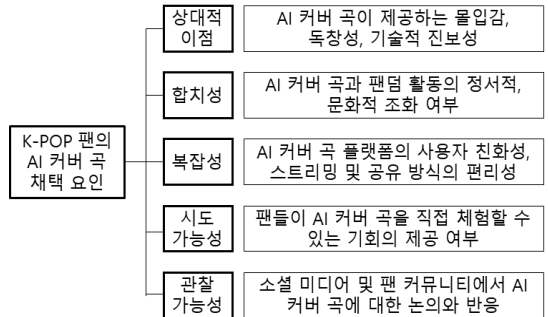 K-POP 팬의
AI 커버 곡
채택 요인
상대적
이점
AI 커버 곡이 제공하는 몰입감,
독창성, 기술적 진보성
합치성
AI 커버 곡과 팬덤 활동의 정서적,
문화적 조화 여부
복잡성
AI 커버 곡 플랫폼의 사용자 친화성,
스트리밍 및 공유 방식의 편리성
시도
가능성
팬들이 AI 커버 곡을 직접 체험할 수
있는 기회의 제공 여부
관찰
가능성
소셜 미디어 및 팬 커뮤니티에서 AI
커버 곡에 대한 논의와 반응